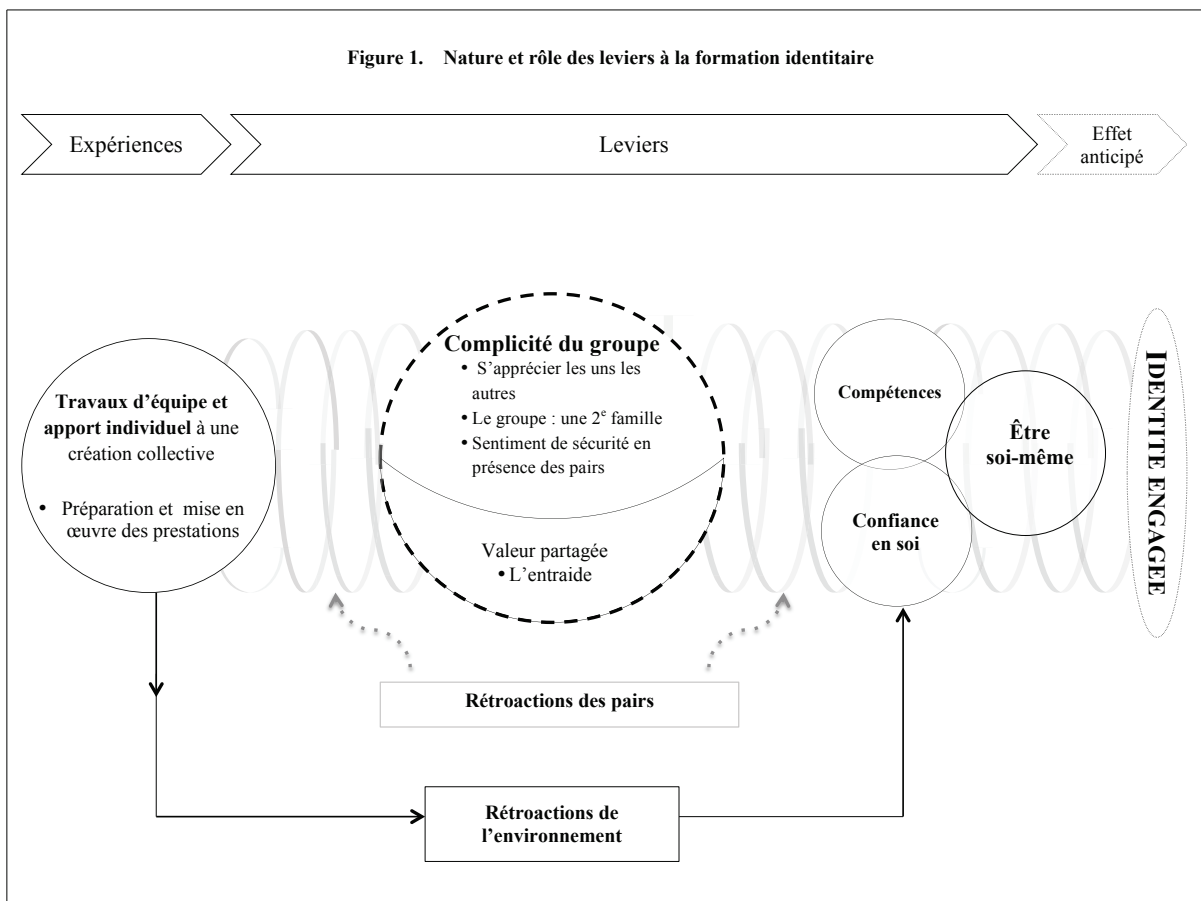 Figure 1. Nature et rôle des leviers à la formation identitaire
Expériences
Leviers
Effet
anticipé
Travaux d'équipe et
apport individuel à une
création collective
• Préparation et mise en
œuvre des prestations
Complicité du groupe
• S'apprécier les uns les
autres
• Le groupe : une 2e famille
• Sentiment de sécurité en
présence des pairs
Valeur partagée
• L'entraide
Compétences
Confiance
en soi
Être
soi-même
IDENTITE ENGAGEE
Rétroactions des pairs
Rétroactions de
l'environnement